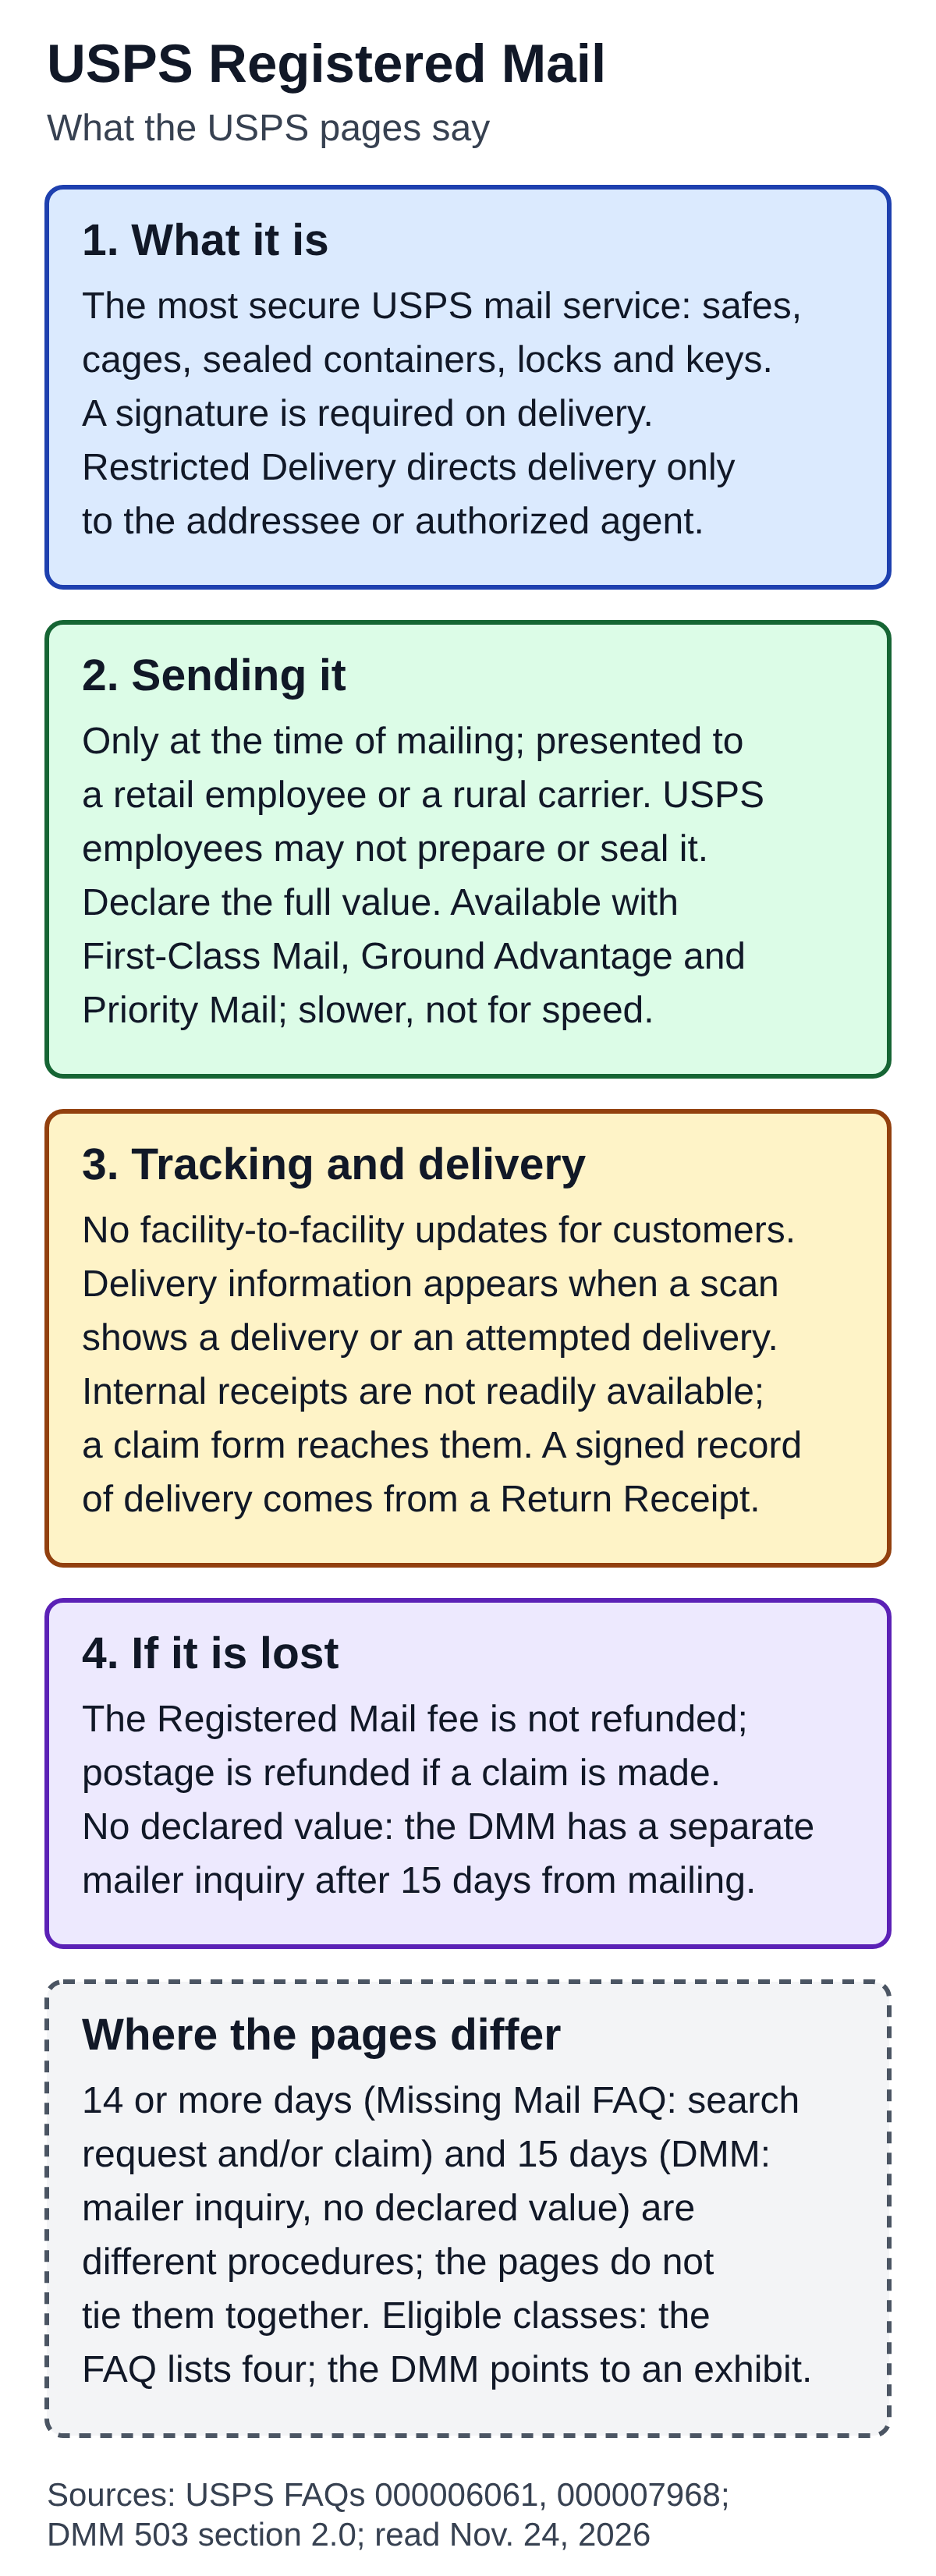 USPS Registered Mail
What the USPS pages say
1. What it is
The most secure USPS mail service: safes,
cages, sealed containers, locks and keys.
A signature is required on delivery.
Restricted Delivery directs delivery only
to the addressee or authorized agent.
2. Sending it
Only at the time of mailing; presented to
a retail employee or a rural carrier. USPS
employees may not prepare or seal it.
Declare the full value. Available with
First-Class Mail, Ground Advantage and
Priority Mail; slower, not for speed.
3. Tracking and delivery
No facility-to-facility updates for customers.
Delivery information appears when a scan
shows a delivery or an attempted delivery.
Internal receipts are not readily available;
a claim form reaches them. A signed record
of delivery comes from a Return Receipt.
4. If it is lost
The Registered Mail fee is not refunded;
postage is refunded if a claim is made.
No declared value: the DMM has a separate
mailer inquiry after 15 days from mailing.
Where the pages differ
14 or more days (Missing Mail FAQ: search
request and/or claim) and 15 days (DMM:
mailer inquiry, no declared value) are
different procedures; the pages do not
tie them together. Eligible classes: the
FAQ lists four; the DMM points to an exhibit.
Sources: USPS FAQs 000006061, 000007968;
DMM 503 section 2.0; read Nov. 24, 2026